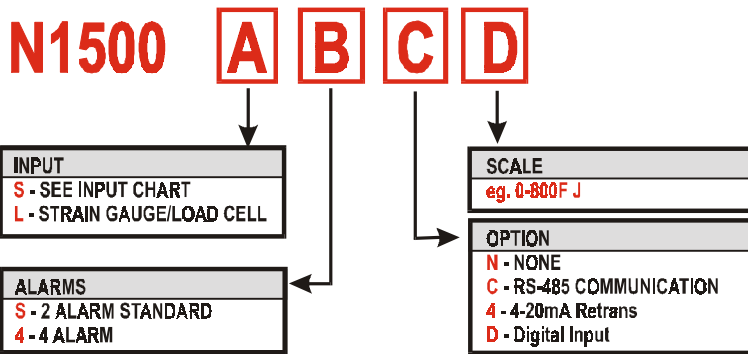 N1500 A B C D
INPUT
S - SEE INPUT CHART
L - STRAIN GAUGE/LOAD CELL
ALARMS
S - 2 ALARM STANDARD
4 - 4 ALARM
SCALE
eg. 0-800F J
OPTION
N - NONE
C - RS-485 COMMUNICATION
4 - 4-20mA Retrans
D - Digital Input